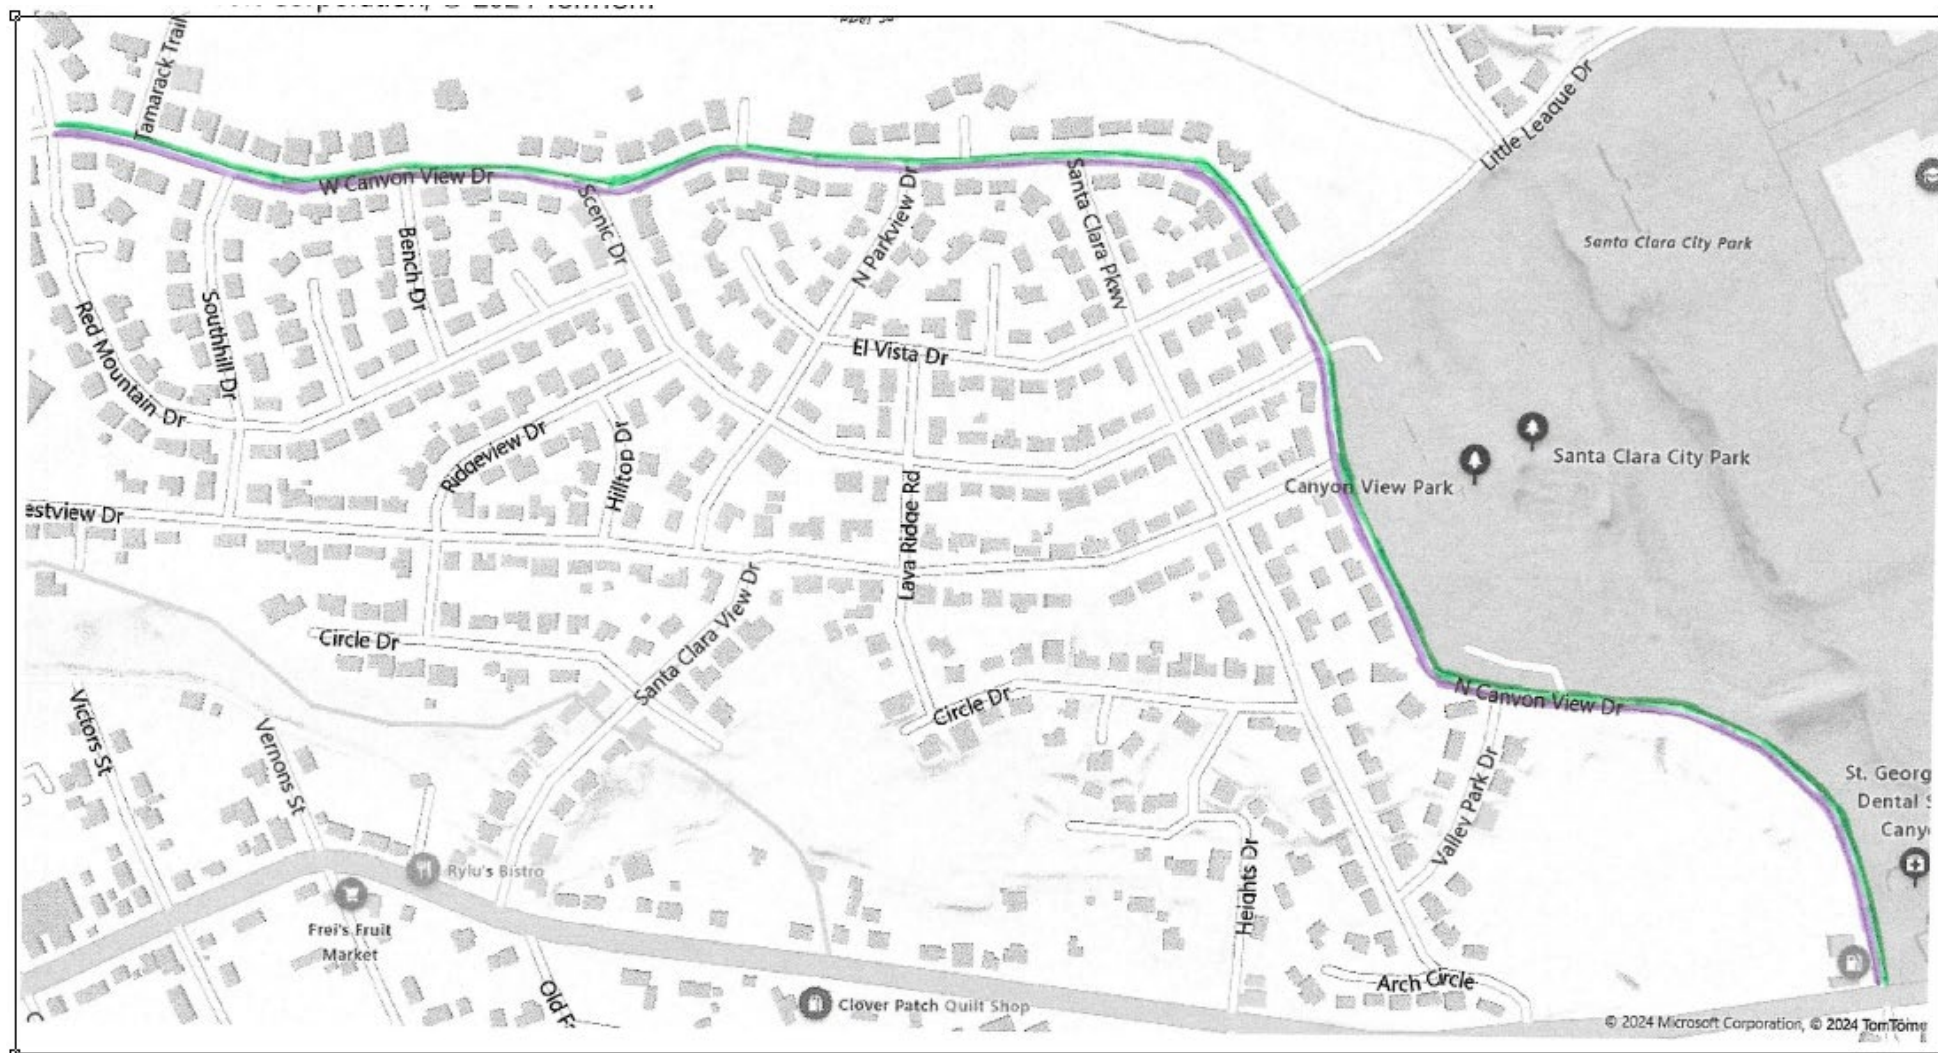 Corporation, © 2024 TomTom
Tamarack Trail
Little League Dr
W Canyon View Dr
Scenic Dr
N Parkview Dr
Santa Clara Pkwy
Santa Clara City Park
Bench Dr
Southhill Dr
Red Mountain Dr
El Vista Dr
Ridgeview Dr
Hilltop Dr
Santa Clara City Park
Canyon View Park
estview Dr
Lava Ridge Rd
Santa Clara View Dr
Circle Dr
Circle Dr
N Canyon View Dr
Victors St
Vernons St
Valley Park Dr
St. Georg
Dental S
Cany
Rylu's Bistro
Heights Dr
Frei's Fruit
Market
Arch Circle
Old F
Clover Patch Quilt Shop
© 2024 Microsoft Corporation, © 2024 TomTom